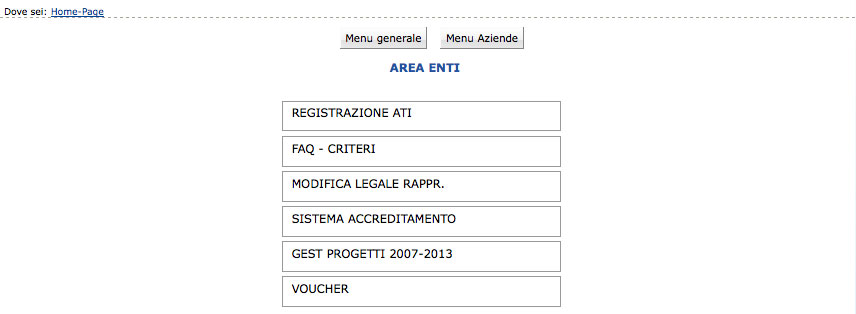 Dove sei: Home-Page
Menu generale Menu Aziende
AREA ENTI
REGISTRAZIONE ATI
FAQ - CRITERI
MODIFICA LEGALE RAPPR.
SISTEMA ACCREDITAMENTO
GEST PROGETTI 2007-2013
VOUCHER